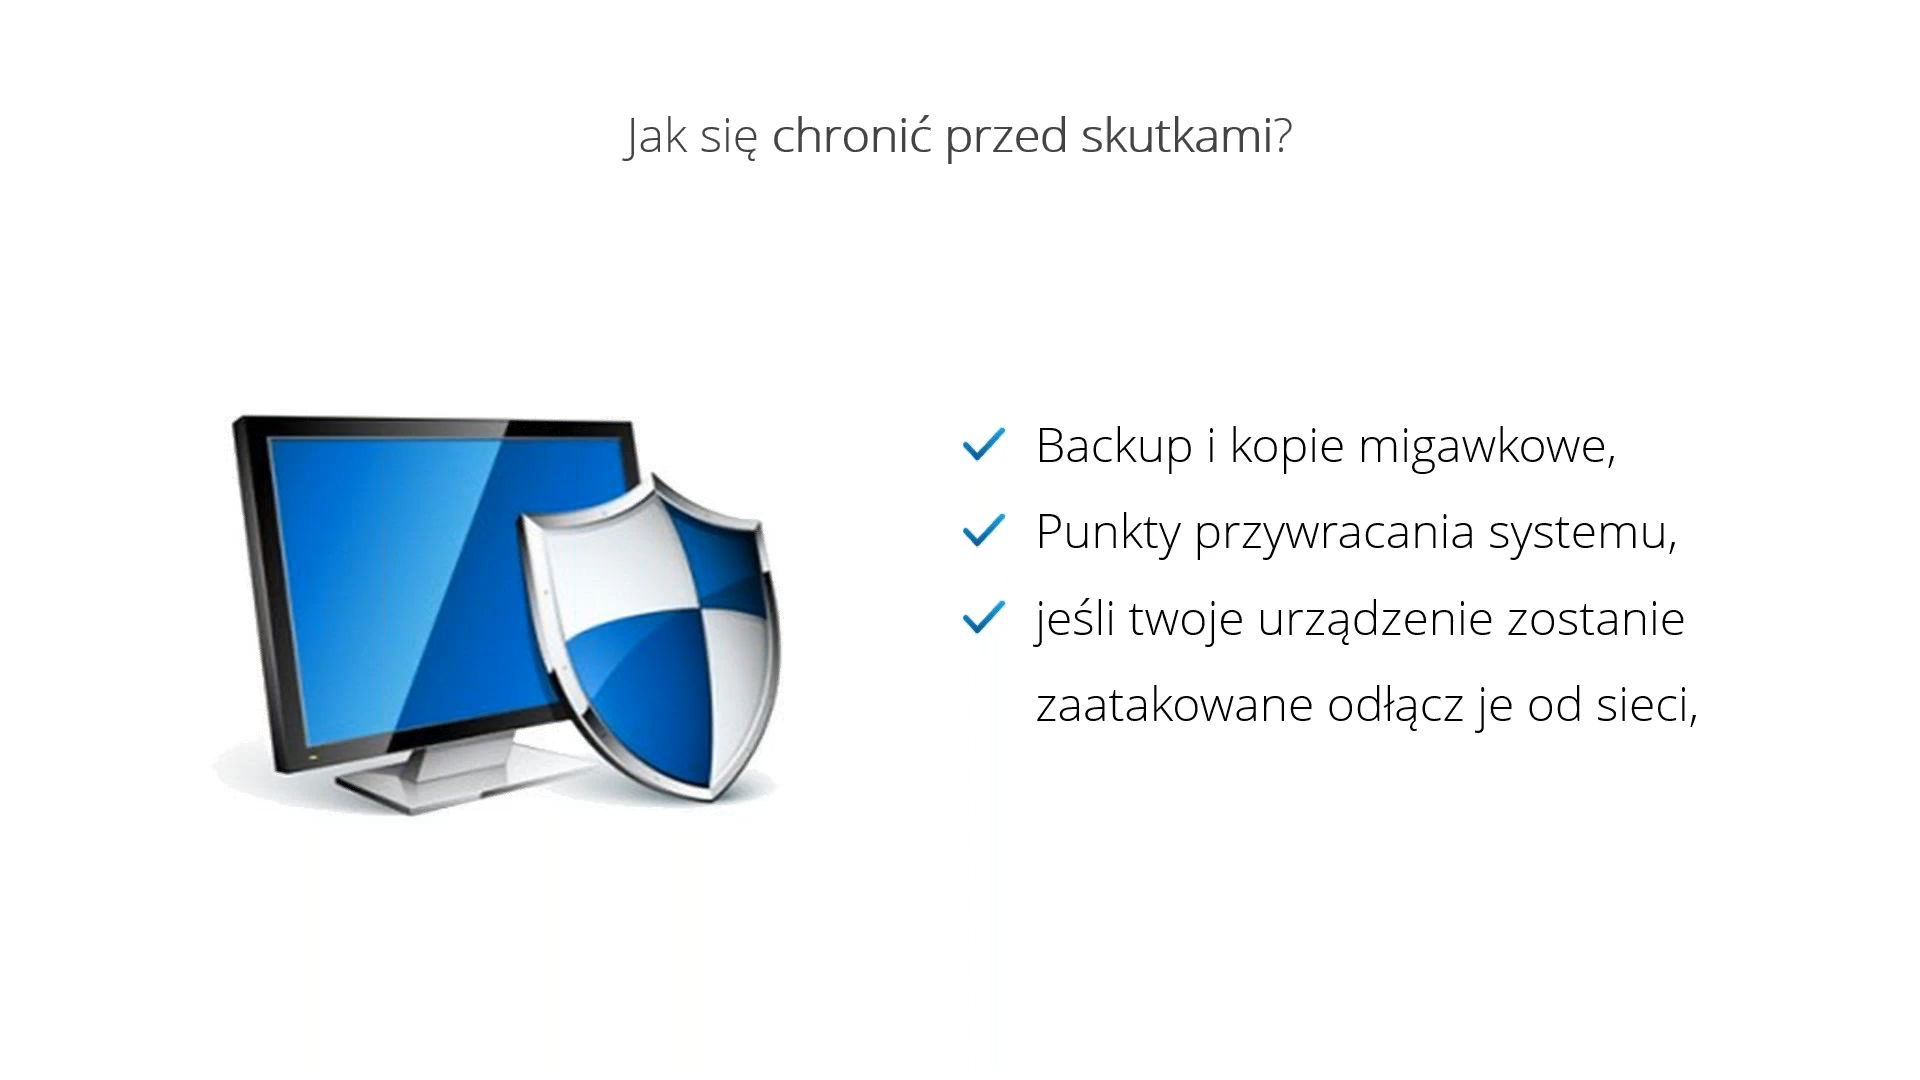 Jak się chronić przed skutkami?
Backup i kopie migawkowe,
Punkty przywracania systemu,
jeśli twoje urządzenie zostanie
zaatakowane odłącz je od sieci,